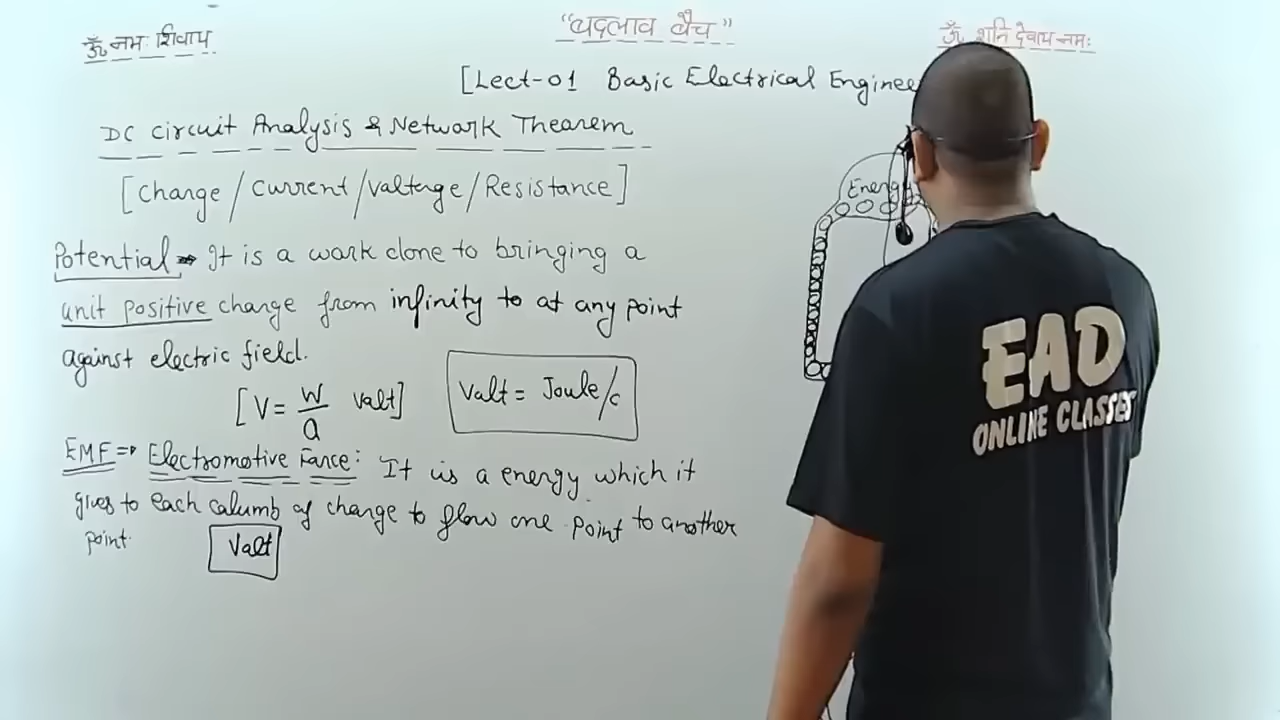 ॐ नमः शिवाय
"बदलाव बैच"
ॐ शनि देवाय नमः
[Lect-01 Basic Electrical Enginee
DC Circuit Analysis & Network Theorem
[Charge/Current/Valtage/Resistance]
Potential → It is a work done to bringing a
unit positive charge from infinity to at any point
against electric field.
[V = W/Q Valt]
Valt = Joule/c
EMF ⇒ Electromotive Farce: It is a energy which it
gives to each calumb of charge to flow one point to another
point.
Valt
Energy
EAD
ONLINE CLASSES